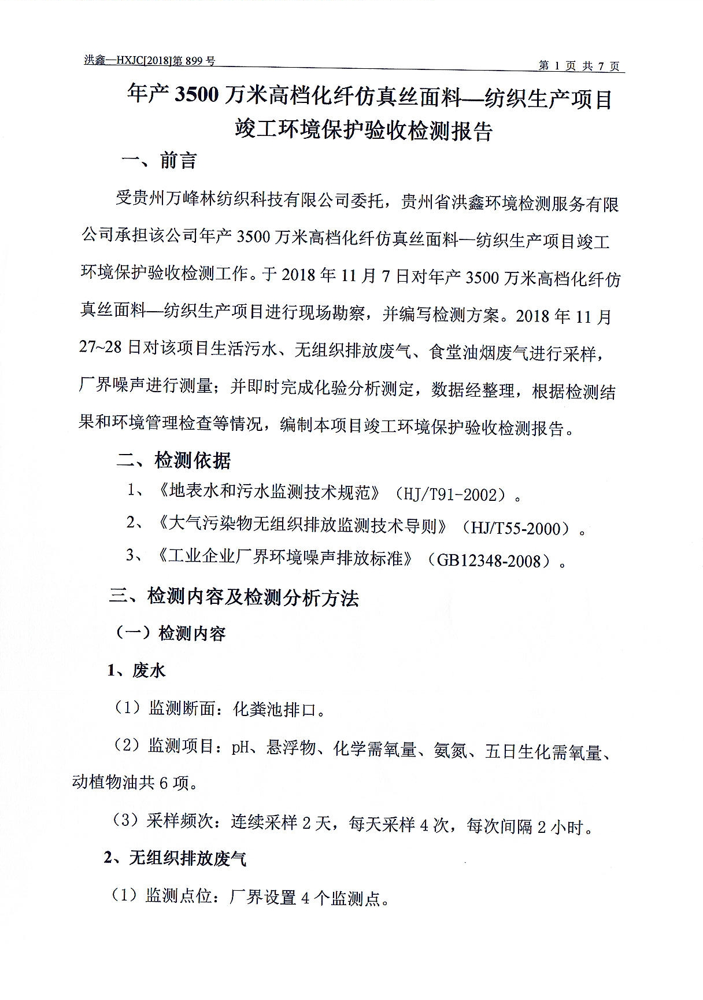 洪鑫—HXJC[2018]第 899 号
第 1 页 共 7 页
年产 3500 万米高档化纤仿真丝面料—纺织生产项目
竣工环境保护验收检测报告
一、前言
受贵州万峰林纺织科技有限公司委托，贵州省洪鑫环境检测服务有限
公司承担该公司年产 3500 万米高档化纤仿真丝面料—纺织生产项目竣工
环境保护验收检测工作。于 2018 年 11 月 7 日对年产 3500 万米高档化纤仿
真丝面料—纺织生产项目进行现场勘察，并编写检测方案。2018 年 11 月
27~28 日对该项目生活污水、无组织排放废气、食堂油烟废气进行采样，
厂界噪声进行测量；并即时完成化验分析测定，数据经整理，根据检测结
果和环境管理检查等情况，编制本项目竣工环境保护验收检测报告。
二、检测依据
1、《地表水和污水监测技术规范》（HJ/T91-2002）。
2、《大气污染物无组织排放监测技术导则》（HJ/T55-2000）。
3、《工业企业厂界环境噪声排放标准》（GB12348-2008）。
三、检测内容及检测分析方法
（一）检测内容
1、废水
（1）监测断面：化粪池排口。
（2）监测项目：pH、悬浮物、化学需氧量、氨氮、五日生化需氧量、
动植物油共 6 项。
（3）采样频次：连续采样 2 天，每天采样 4 次，每次间隔 2 小时。
2、无组织排放废气
（1）监测点位：厂界设置 4 个监测点。